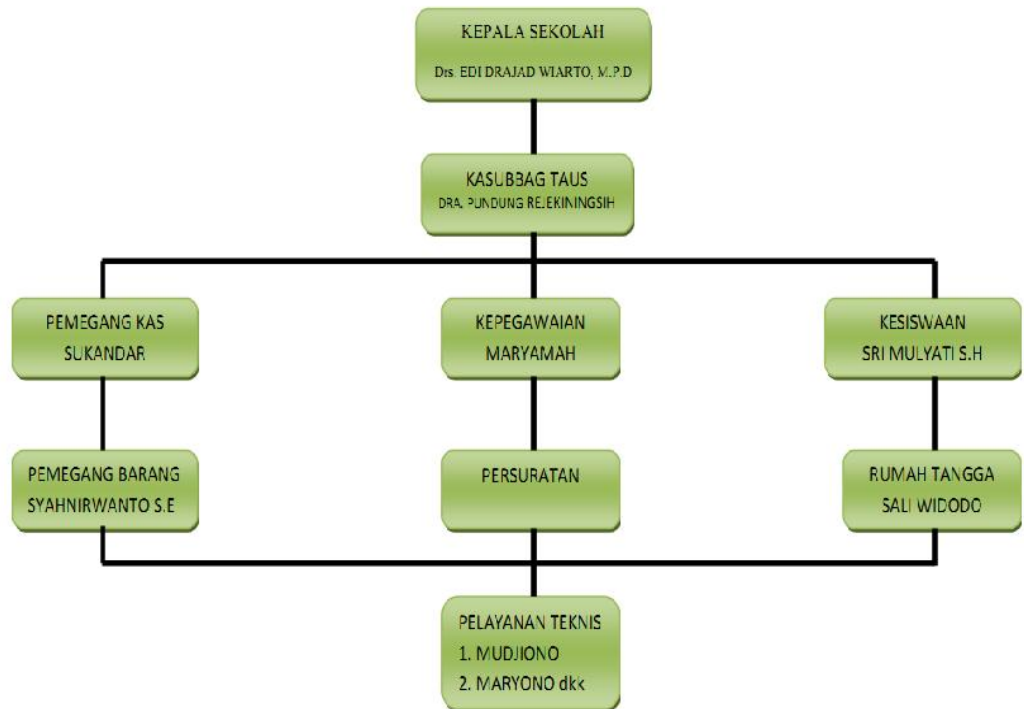 KEPALA SEKOLAH
Drs. EDI DRAJAD WIARTO, M.P.D
KASUBBAG TAUS
DRA. PUNDUNG REJEKININGSIH
PEMEGANG KAS
SUKANDAR
KEPEGAWAIAN
MARYAMAH
KESISWAAN
SRI MULYATI S.H
PEMEGANG BARANG
SYAHNIRWANTO S.E
PERSURATAN
RUMAH TANGGA
SALI WIDODO
PELAYANAN TEKNIS
1. MUDJIONO
2. MARYONO dkk